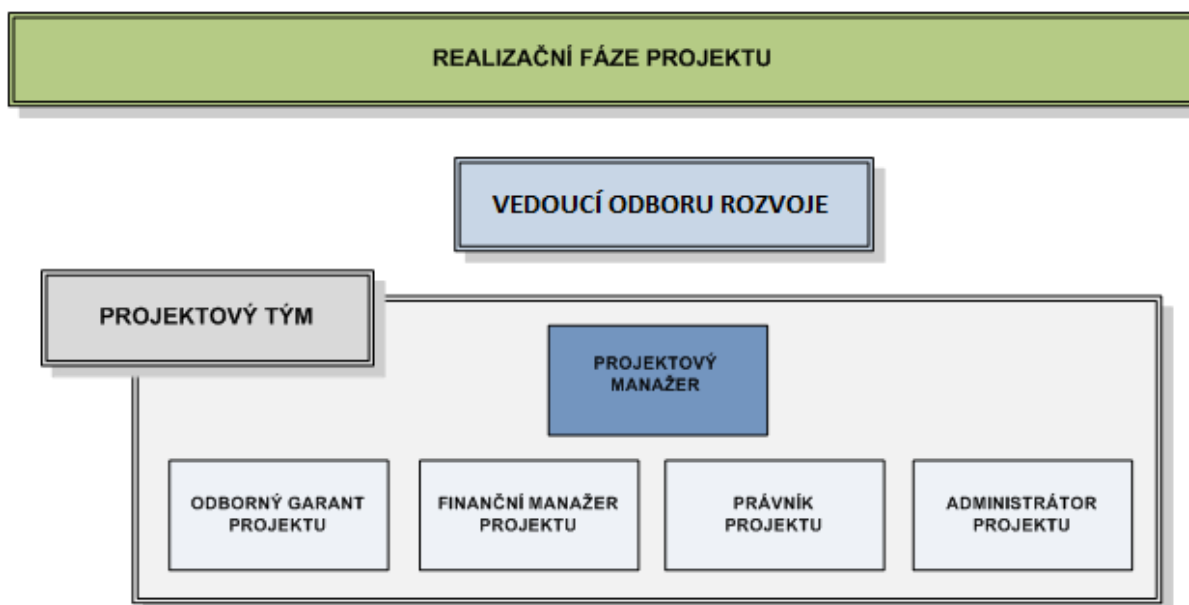 REALIZAČNÍ FÁZE PROJEKTU
VEDOUCÍ ODBORU ROZVOJE
PROJEKTOVÝ TÝM
PROJEKTOVÝ
MANAŽER
ODBORNÝ GARANT
PROJEKTU
FINANČNÍ MANAŽER
PROJEKTU
PRÁVNÍK
PROJEKTU
ADMINISTRÁTOR
PROJEKTU